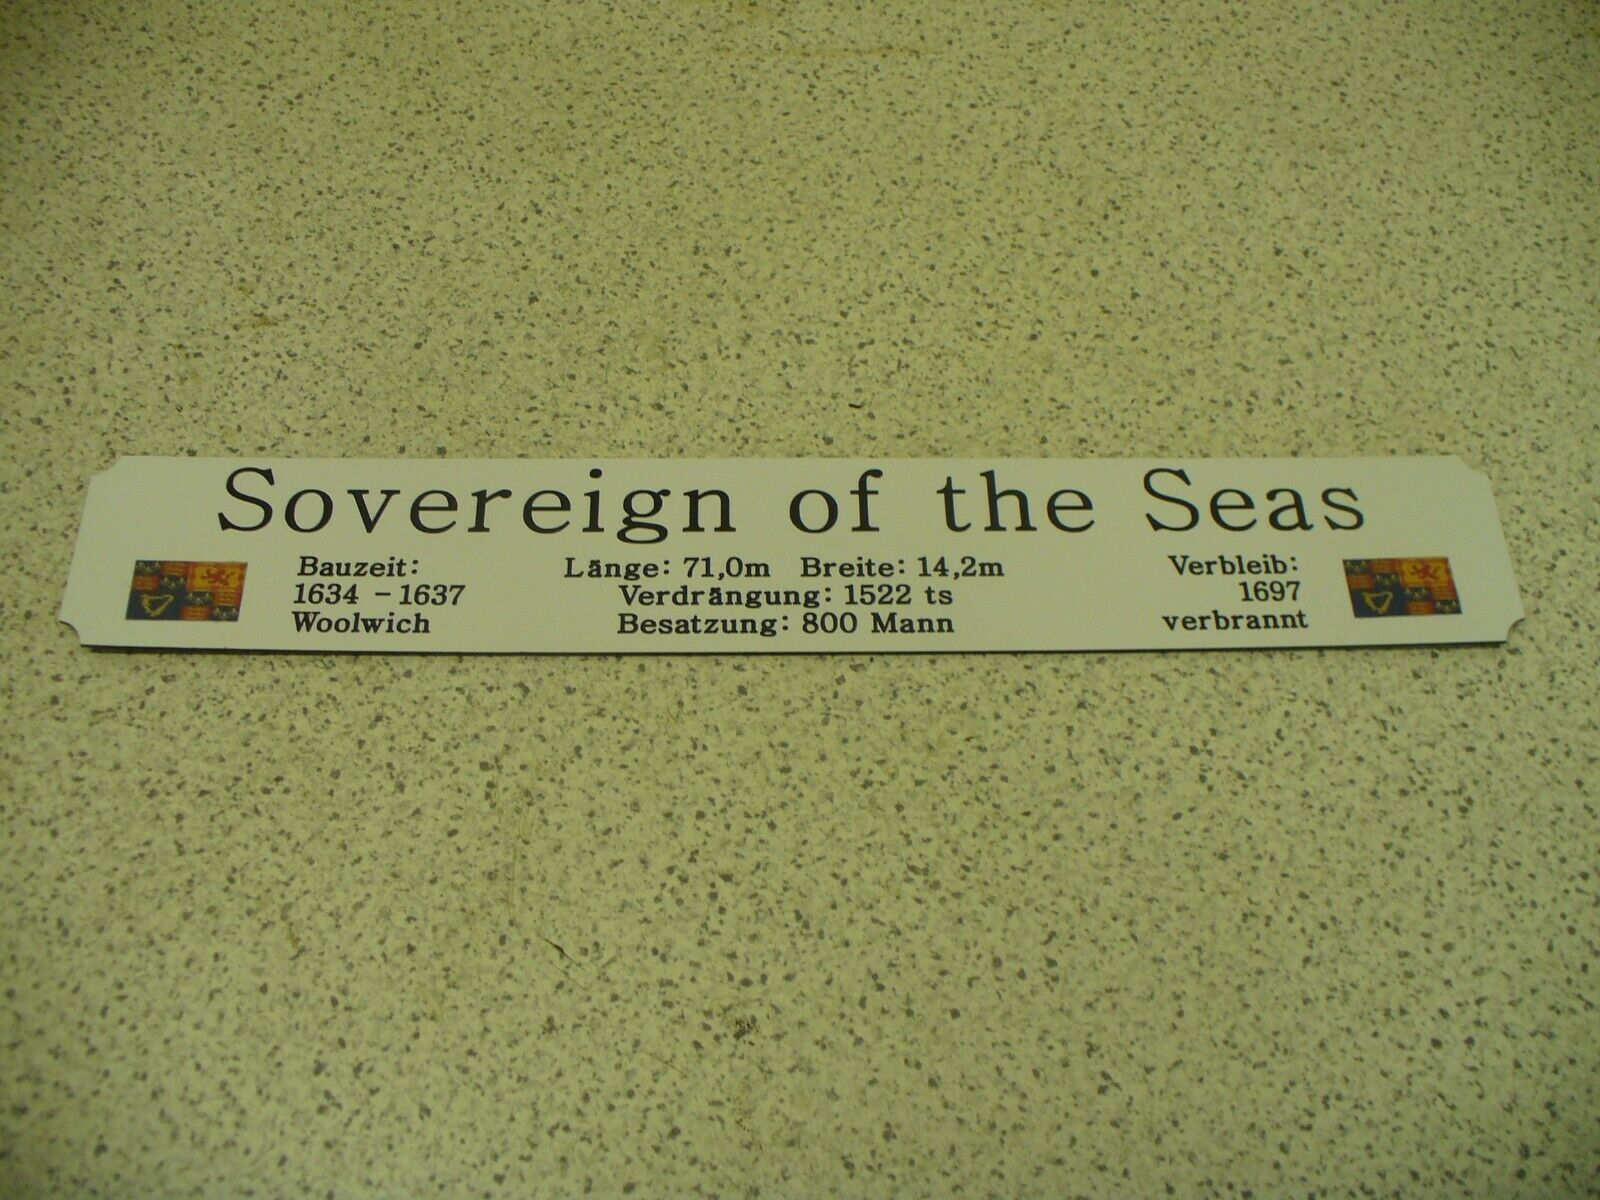 Sovereign of the Seas
Bauzeit:
1634 - 1637
Woolwich
Länge: 71,0m Breite: 14,2m
Verdrängung: 1522 ts
Besatzung: 800 Mann
Verbleib:
1697
verbrannt